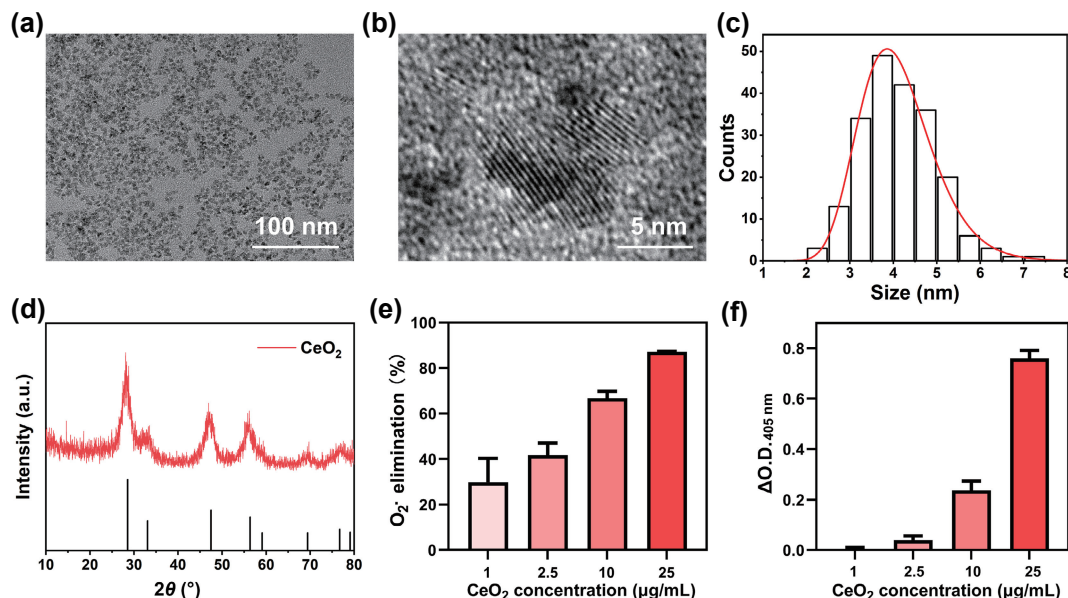 (a)
100 nm
(b)
5 nm
(c)
50
40
30
20
10
0
Counts
1 2 3 4 5 6 7 8
Size (nm)
(d)
CeO₂
Intensity (a.u.)
10 20 30 40 50 60 70 80
2θ (°)
(e)
100
80
60
40
20
0
O₂·⁻ elimination (%)
1 2.5 10 25
CeO₂ concentration (μg/mL)
(f)
0.8
0.6
0.4
0.2
0.0
ΔO.D.₄₀₅ ₙₘ
1 2.5 10 25
CeO₂ concentration (μg/mL)